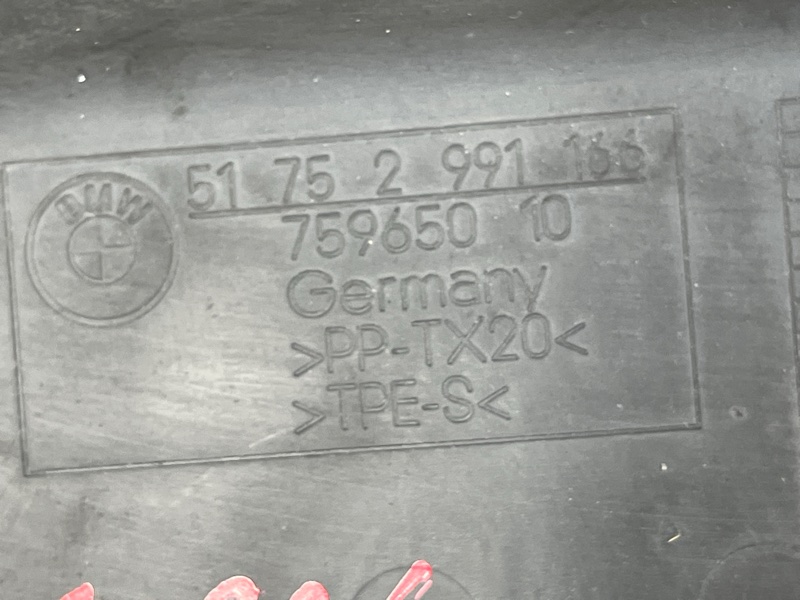 BMW
51 75 2 991 166
759650 10
Germany
>PP-TX20<
>TPE-S<